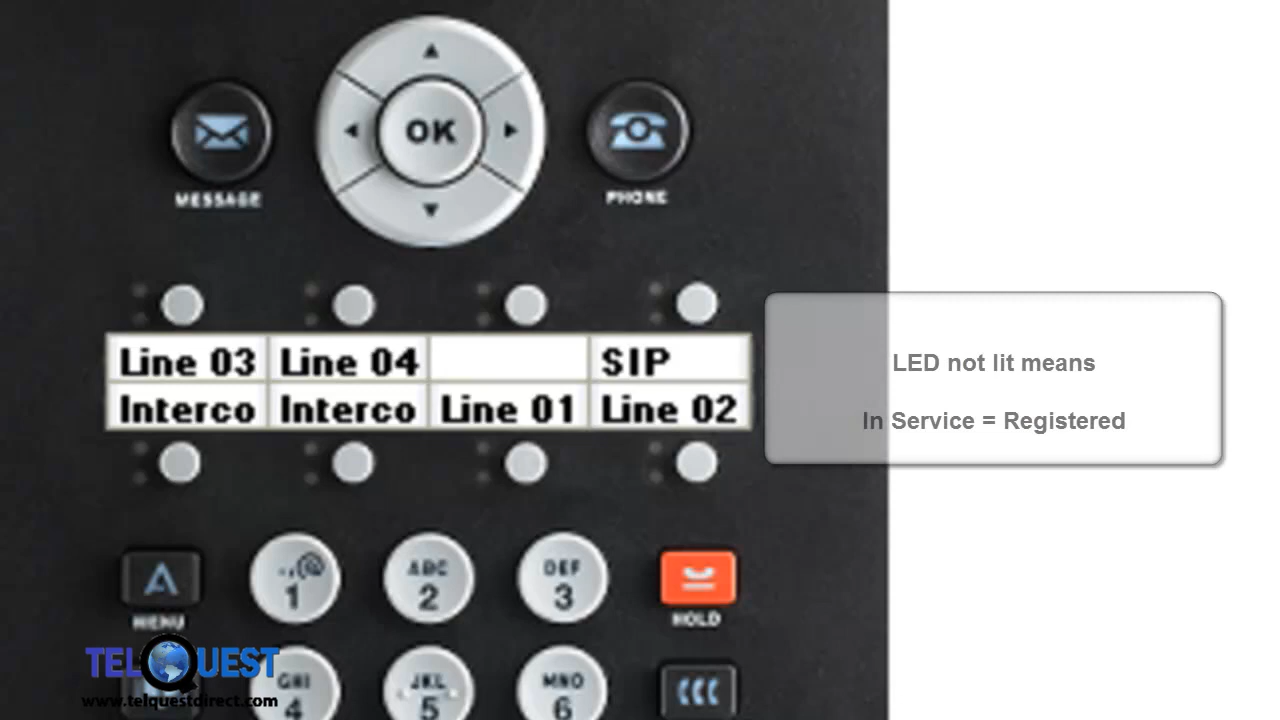 OK
MESSAGE
PHONE
Line 03 Line 04 SIP
Interco Interco Line 01 Line 02
LED not lit means
In Service = Registered
.,@ ABC DEF
1 2 3
MENU HOLD
TELQUEST
GHI JKL MNO
4 5 6
www.telquestdirect.com